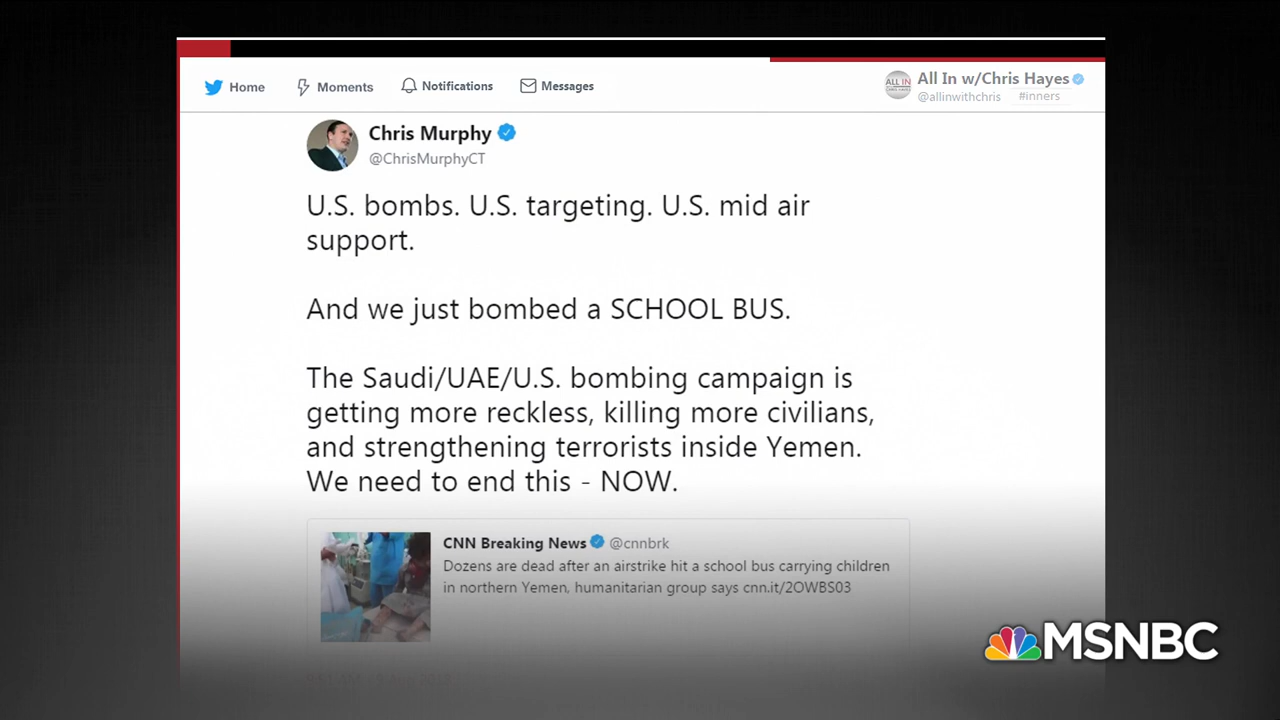 Home Moments Notifications Messages
All In w/Chris Hayes
@allinwithchris #inners
ALL IN
Chris Murphy
@ChrisMurphyCT
U.S. bombs. U.S. targeting. U.S. mid air
support.
And we just bombed a SCHOOL BUS.
The Saudi/UAE/U.S. bombing campaign is
getting more reckless, killing more civilians,
and strengthening terrorists inside Yemen.
We need to end this - NOW.
CNN Breaking News @cnnbrk
Dozens are dead after an airstrike hit a school bus carrying children
in northern Yemen, humanitarian group says cnn.it/2OWBS03
MSNBC